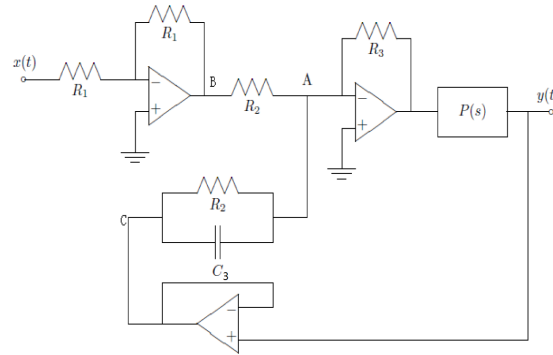 R₁
x(t)
R₁
B
R₂
A
R₃
P(s)
y(t
−
+
−
+
C
R₂
C₃
−
+